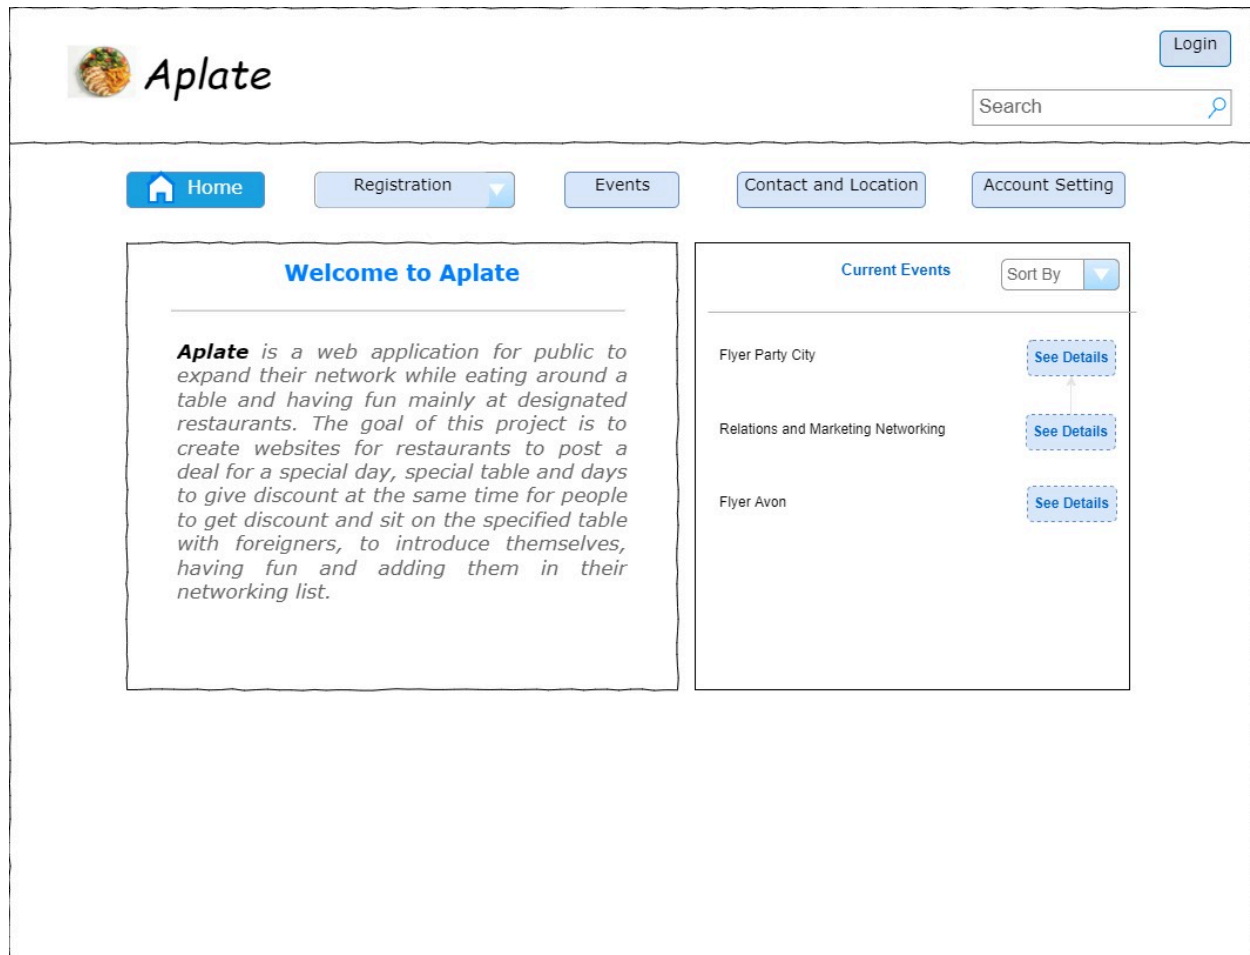 Aplate
Login
Search
Home
Registration
Events
Contact and Location
Account Setting
Welcome to Aplate
Aplate is a web application for public to
expand their network while eating around a
table and having fun mainly at designated
restaurants. The goal of this project is to
create websites for restaurants to post a
deal for a special day, special table and days
to give discount at the same time for people
to get discount and sit on the specified table
with foreigners, to introduce themselves,
having fun and adding them in their
networking list.
Current Events
Sort By
Flyer Party City
See Details
Relations and Marketing Networking
See Details
Flyer Avon
See Details